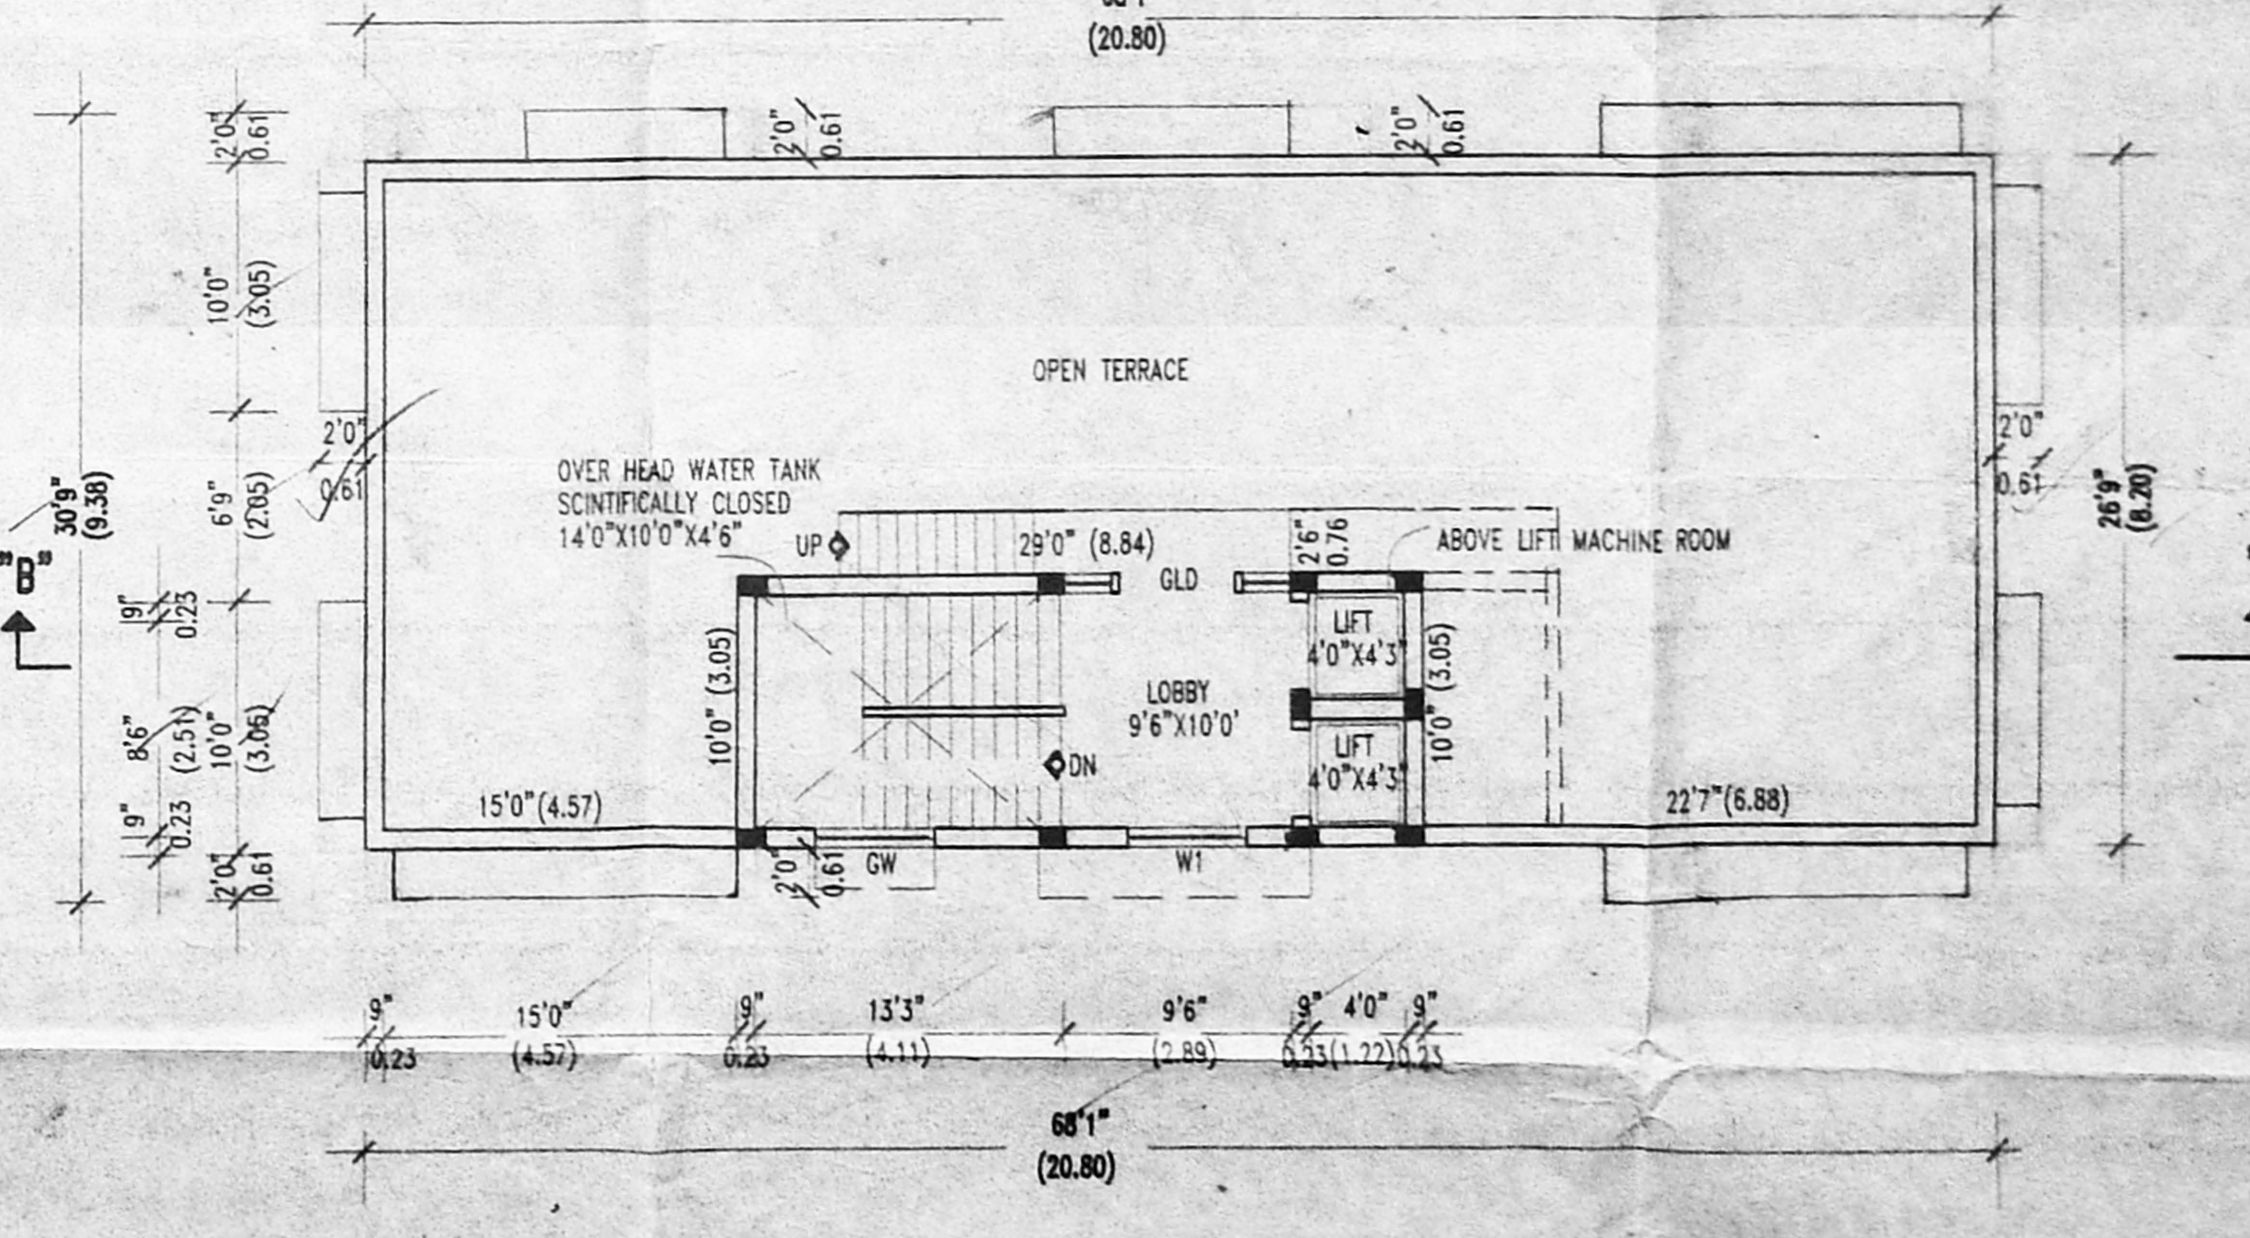 (20.80)
2'0" 0.61
2'0" 0.61
2'0" 0.61
10'0" (3.05)
OPEN TERRACE
2'0"
0.61
2'0"
0.61
OVER HEAD WATER TANK
SCINTIFICALLY CLOSED
14'0"X10'0"X4'6"
30'9" (9.38)
6'9" (2.05)
26'9" (8.20)
UP
29'0" (8.84)
2'6" 0.76
ABOVE LIFT MACHINE ROOM
"B"
GLD
9" 0.23
LIFT
4'0"X4'3"
10'0" (3.05)
10'0" (3.05)
LOBBY
9'6"X10'0'
8'6" (2.51)
10'0" (3.05)
LIFT
4'0"X4'3"
DN
15'0"(4.57)
22'7"(6.88)
9" 0.23
2'0" 0.61
2'0" 0.61
GW
W1
9" 15'0" 9" 13'3" 9'6" 9" 4'0" 9"
0.23 (4.57) 0.23 (4.11) (2.89) 0.23 (1.22) 0.23
68'1"
(20.80)